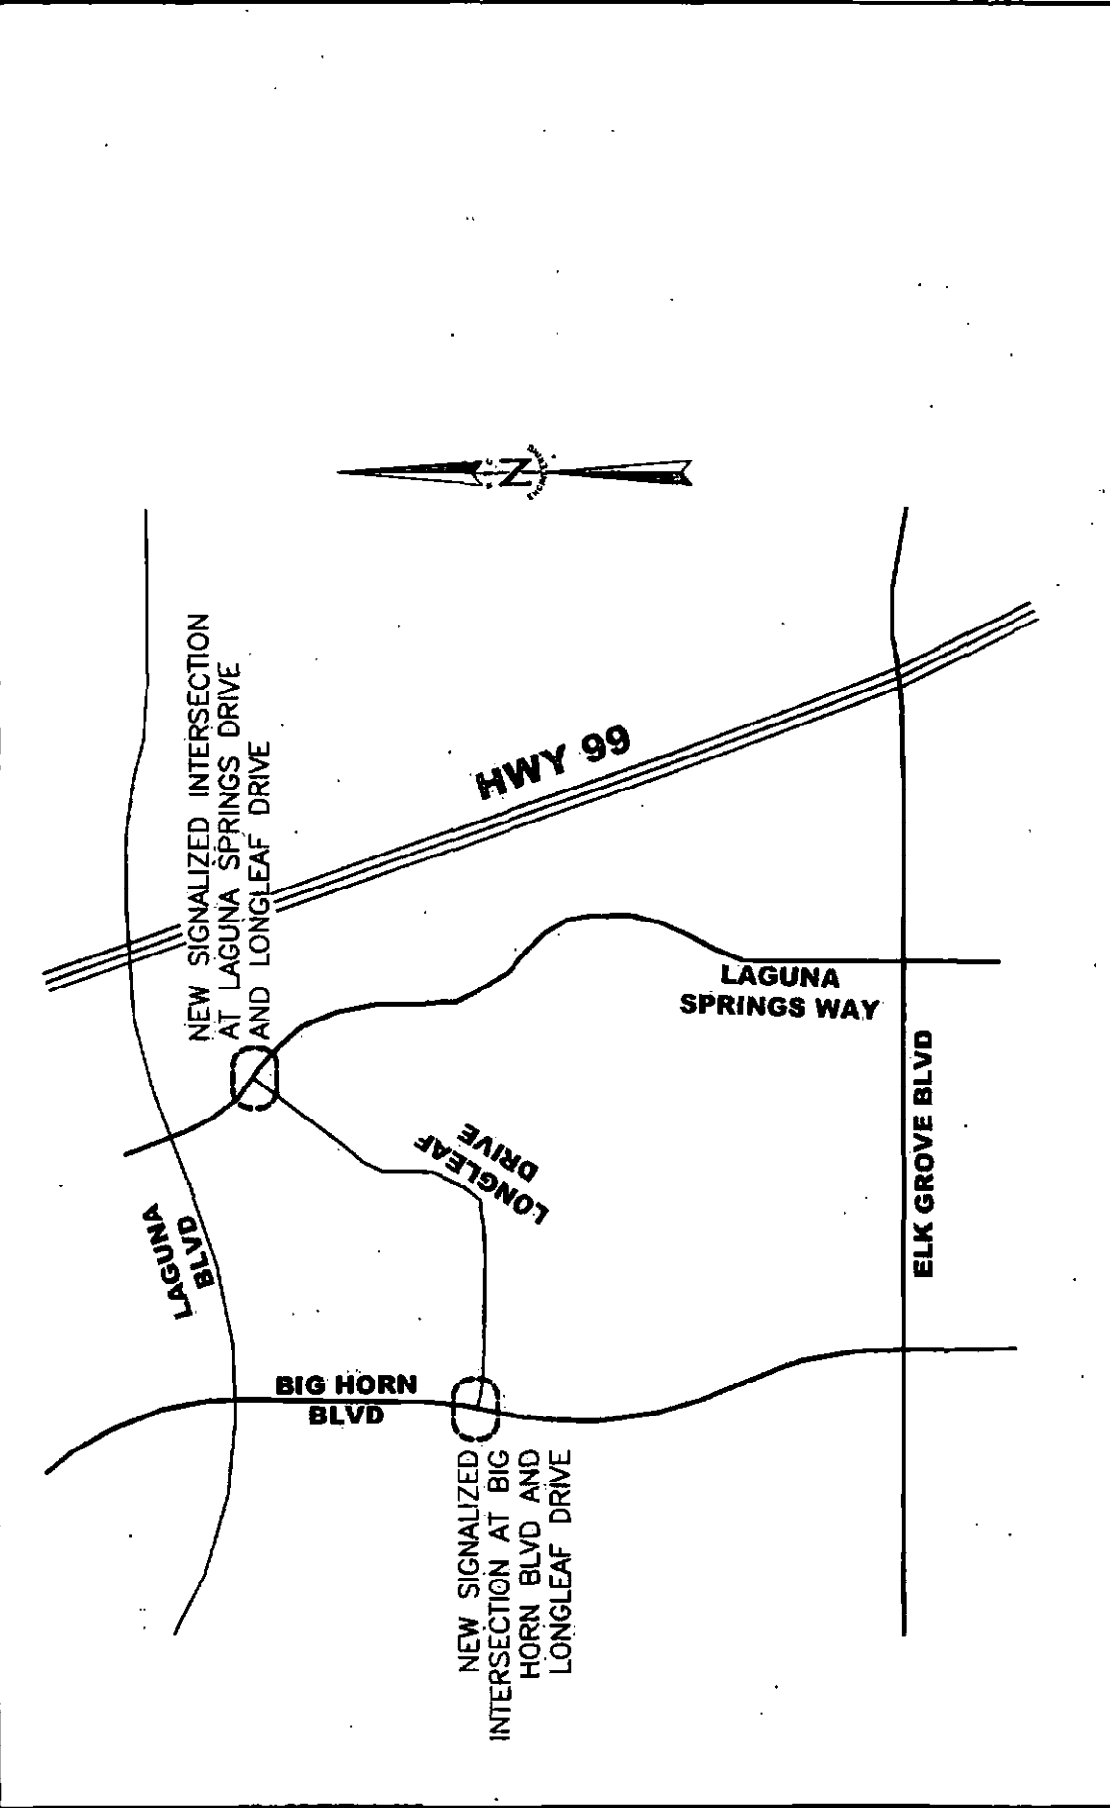 NEW SIGNALIZED INTERSECTION
AT LAGUNA SPRINGS DRIVE
AND LONGLEAF DRIVE
HWY 99
LAGUNA
SPRINGS WAY
LONGLEAF
DRIVE
LAGUNA
BLVD
ELK GROVE BLVD
BIG HORN
BLVD
NEW SIGNALIZED
INTERSECTION AT BIG
HORN BLVD AND
LONGLEAF DRIVE
N